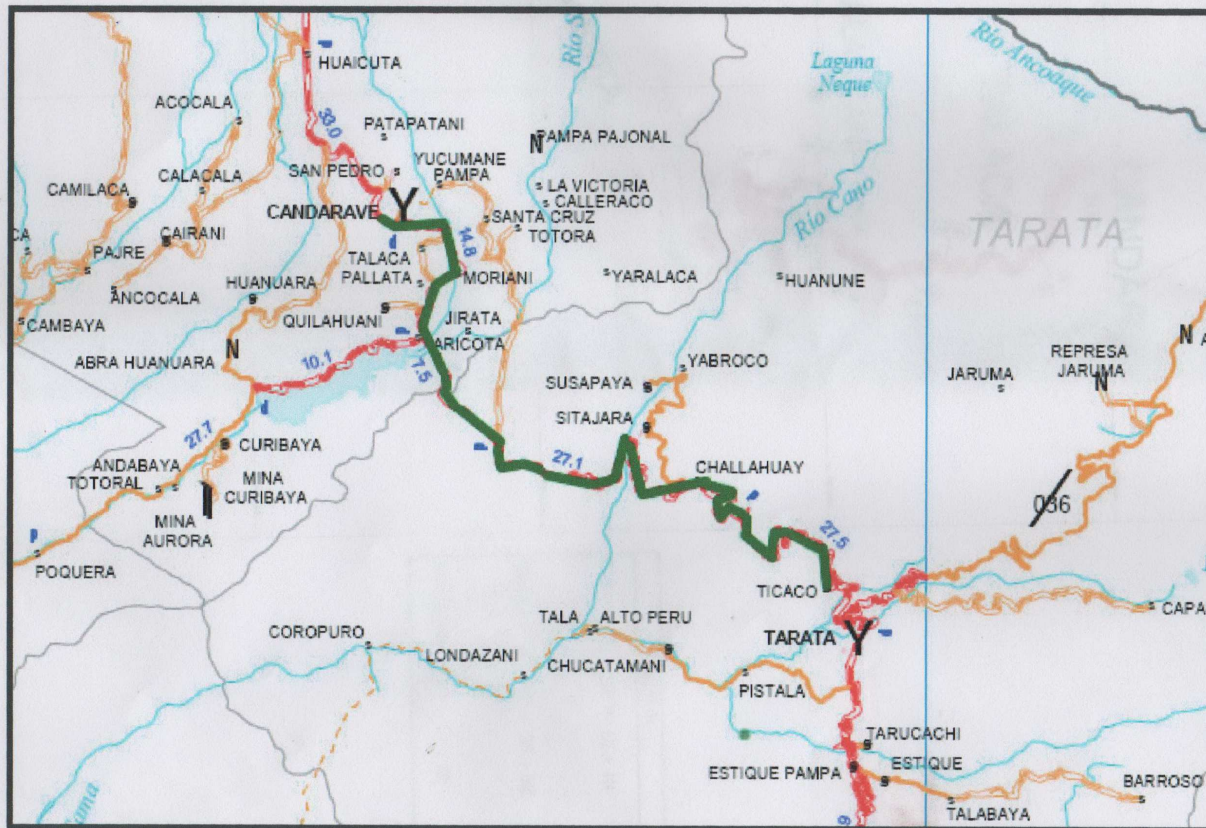 HUAICUTA
Río Ancoaque
Laguna
Neque
ACOCALA
33.0
PATAPATANI
N
PAMPA PAJONAL
SAN PEDRO
YUCUMANE
PAMPA
CAMILACA
CALACALA
LA VICTORIA
CALLERACO
CANDARAVE
Y
SANTA CRUZ
TOTORA
Río Cano
TARATA
CAIRANI
PAJRE
14.8
TALACA
PALLATA
MORIANI
YARALACA
HUANUNE
ANCOCALA
HUANUARA
QUILAHUANI
JIRATA
CAMBAYA
ARICOTA
ABRA HUANUARA
N
10.1
7.5
YABROCO
SUSAPAYA
SITAJARA
JARUMA
REPRESA
JARUMA
N
N
27.7
CURIBAYA
ANDABAYA
TOTORAL
MINA
CURIBAYA
27.1
CHALLAHUAY
MINA
AURORA
036
27.5
POQUERA
TICACO
CAPA
TALA
ALTO PERU
TARATA
Y
COROPURO
LONDAZANI
CHUCATAMANI
PISTALA
TARUCACHI
ESTIQUE PAMPA
ESTIQUE
BARROSO
TALABAYA